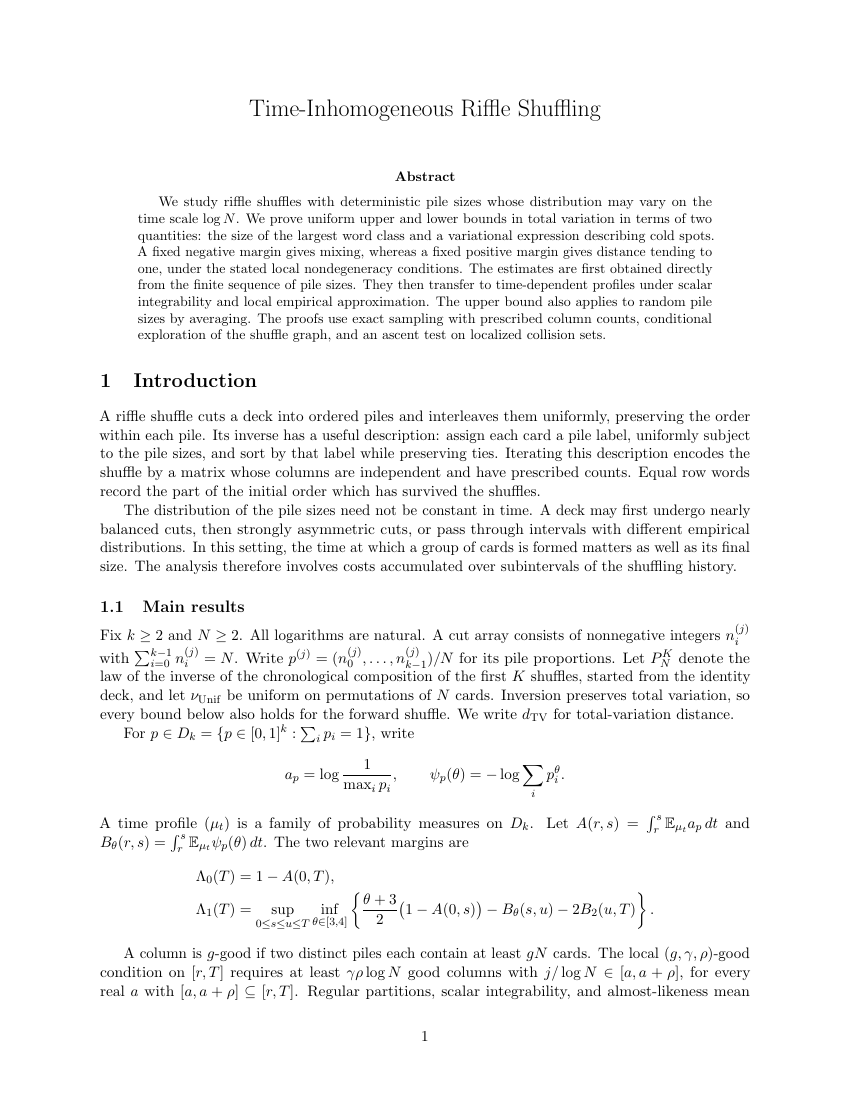 Time-Inhomogeneous Riffle Shuffling
Abstract
We study riffle shuffles with deterministic pile sizes whose distribution may vary on the
time scale log N. We prove uniform upper and lower bounds in total variation in terms of two
quantities: the size of the largest word class and a variational expression describing cold spots.
A fixed negative margin gives mixing, whereas a fixed positive margin gives distance tending to
one, under the stated local nondegeneracy conditions. The estimates are first obtained directly
from the finite sequence of pile sizes. They then transfer to time-dependent profiles under scalar
integrability and local empirical approximation. The upper bound also applies to random pile
sizes by averaging. The proofs use exact sampling with prescribed column counts, conditional
exploration of the shuffle graph, and an ascent test on localized collision sets.
1 Introduction
A riffle shuffle cuts a deck into ordered piles and interleaves them uniformly, preserving the order
within each pile. Its inverse has a useful description: assign each card a pile label, uniformly subject
to the pile sizes, and sort by that label while preserving ties. Iterating this description encodes the
shuffle by a matrix whose columns are independent and have prescribed counts. Equal row words
record the part of the initial order which has survived the shuffles.
The distribution of the pile sizes need not be constant in time. A deck may first undergo nearly
balanced cuts, then strongly asymmetric cuts, or pass through intervals with different empirical
distributions. In this setting, the time at which a group of cards is formed matters as well as its final
size. The analysis therefore involves costs accumulated over subintervals of the shuffling history.
1.1 Main results
Fix k ≥ 2 and N ≥ 2. All logarithms are natural. A cut array consists of nonnegative integers n_i^{(j)}
with ∑_{i=0}^{k−1} n_i^{(j)} = N. Write p^{(j)} = (n_0^{(j)}, . . . , n_{k−1}^{(j)})/N for its pile proportions. Let P_N^K denote the
law of the inverse of the chronological composition of the first K shuffles, started from the identity
deck, and let ν_{Unif} be uniform on permutations of N cards. Inversion preserves total variation, so
every bound below also holds for the forward shuffle. We write d_{TV} for total-variation distance.
For p ∈ D_k = {p ∈ [0, 1]^k : ∑_i p_i = 1}, write
a_p = log 1/(max_i p_i), ψ_p(θ) = − log ∑_i p_i^θ.
A time profile (μ_t) is a family of probability measures on D_k. Let A(r, s) = ∫_r^s 𝔼_{μ_t} a_p dt and
B_θ(r, s) = ∫_r^s 𝔼_{μ_t} ψ_p(θ) dt. The two relevant margins are
Λ_0(T) = 1 − A(0, T),
Λ_1(T) = sup_{0≤s≤u≤T} inf_{θ∈[3,4]} { (θ + 3)/2 (1 − A(0, s)) − B_θ(s, u) − 2B_2(u, T) } .
A column is g-good if two distinct piles each contain at least gN cards. The local (g, γ, ρ)-good
condition on [r, T] requires at least γρ log N good columns with j/ log N ∈ [a, a + ρ], for every
real a with [a, a + ρ] ⊆ [r, T]. Regular partitions, scalar integrability, and almost-likeness mean
1